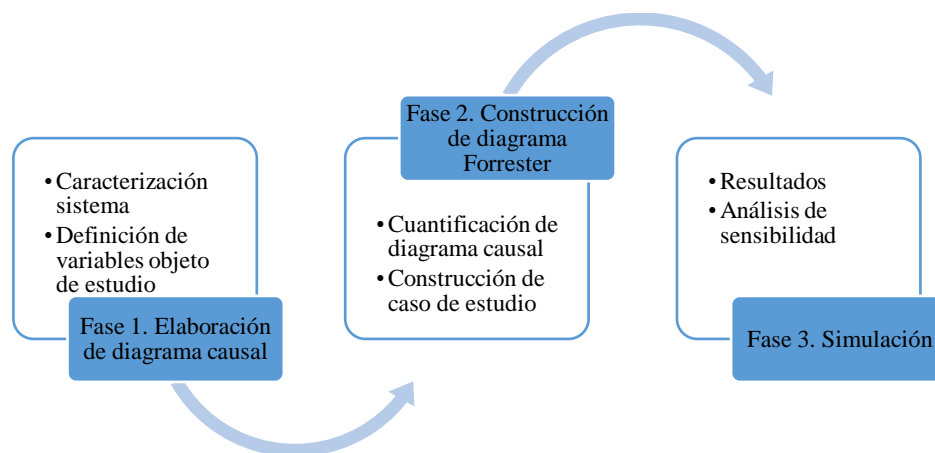 • Caracterización
sistema
• Definición de
variables objeto
de estudio
Fase 1. Elaboración
de diagrama causal
Fase 2. Construcción
de diagrama
Forrester
• Cuantificación de
diagrama causal
• Construcción de
caso de estudio
• Resultados
• Análisis de
sensibilidad
Fase 3. Simulación